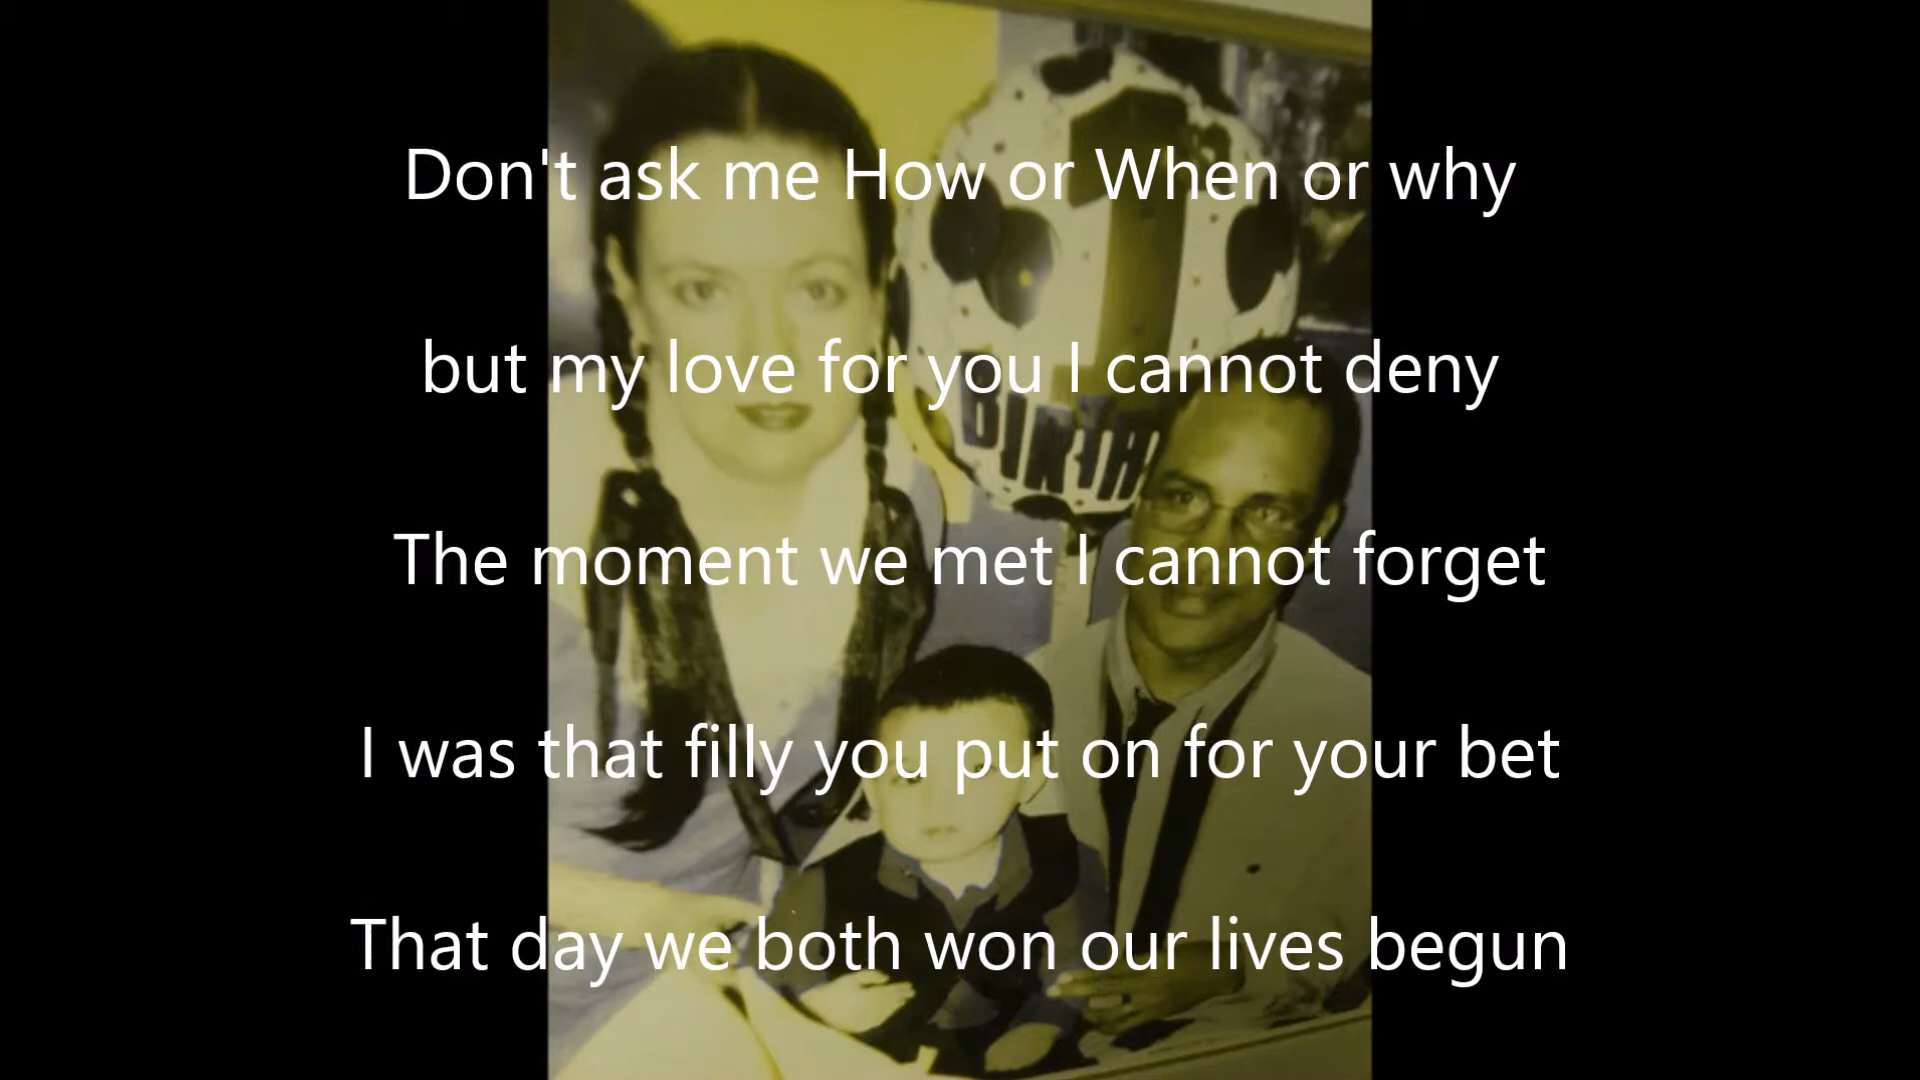 Don't ask me How or When or why
but my love for you I cannot deny
BIRTH
The moment we met I cannot forget
I was that filly you put on for your bet
That day we both won our lives begun